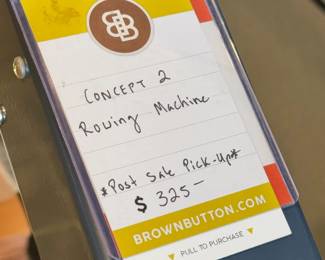 CONCEPT 2
Rowing Machine
*Post Sale Pick-Up*
$ 325—
BROWNBUTTON.COM
PULL TO PURCHASE